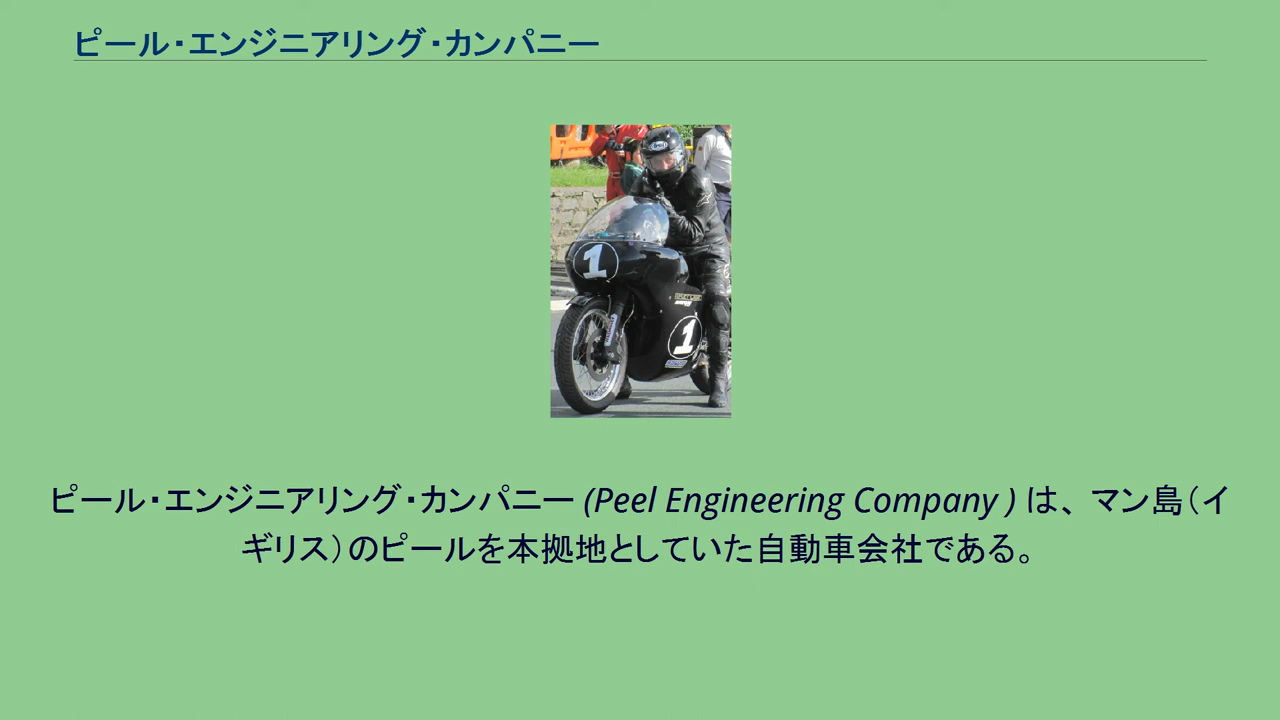 ピール・エンジニアリング・カンパニー
Arai
1
1
ピール・エンジニアリング・カンパニー (Peel Engineering Company ) は、マン島（イ
ギリス）のピールを本拠地としていた自動車会社である。